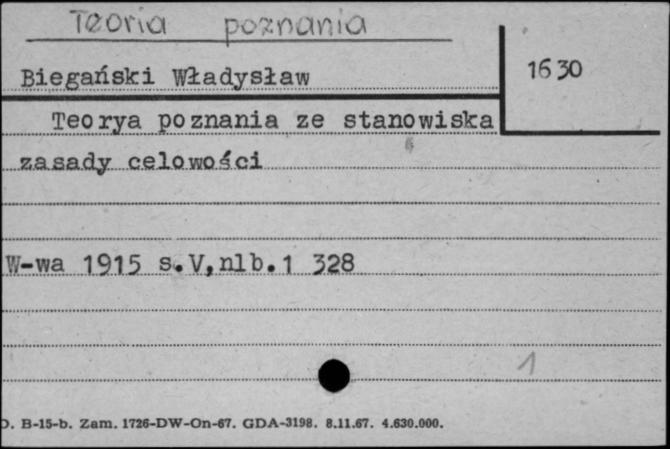 Teoria poznania
Biegański Władysław
1630
Teorya poznania ze stanowiska
zasady celowości
W-wa 1915 s.V,nlb.1 328
1
D. B-15-b. Zam. 1726-DW-On-67. GDA-3198. 8.11.67. 4.630.000.